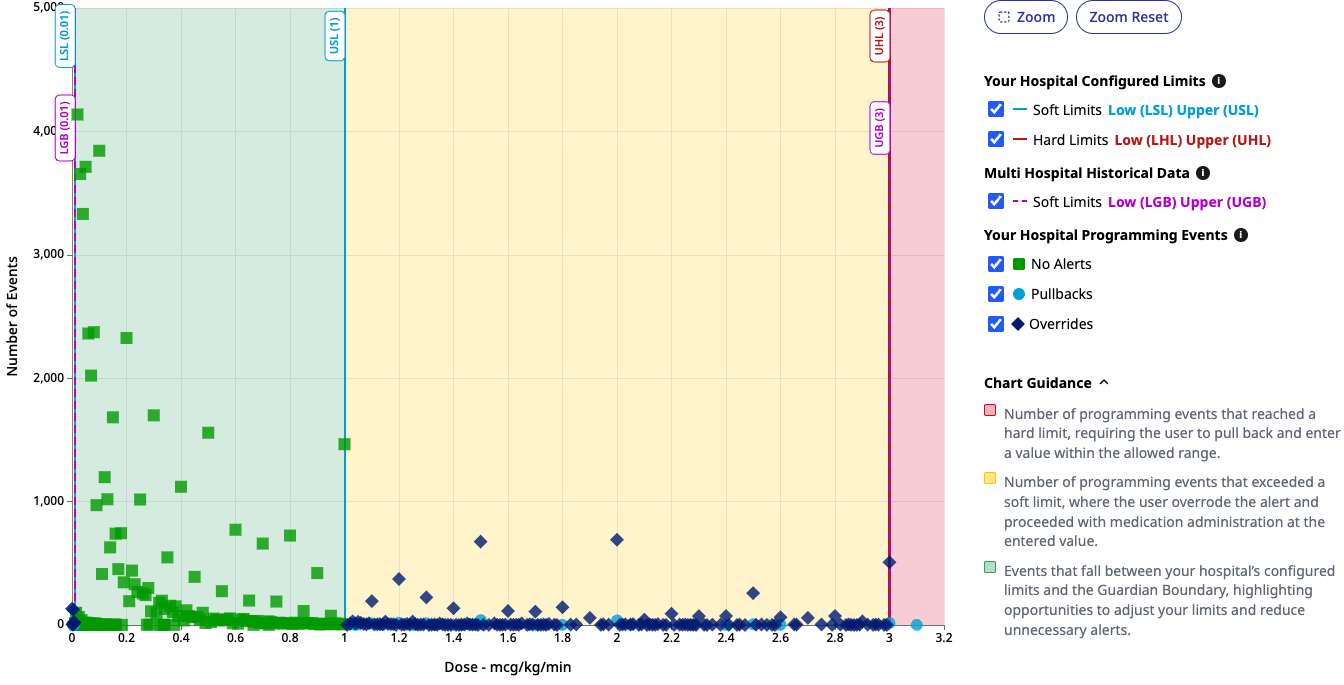 5,000
4,000
3,000
2,000
1,000
0
Number of Events
LSL (0.01)
LGB (0.01)
USL (1)
UHL (3)
UGB (3)
0 0.2 0.4 0.6 0.8 1 1.2 1.4 1.6 1.8 2 2.2 2.4 2.6 2.8 3 3.2
Dose - mcg/kg/min
Zoom Zoom Reset
Your Hospital Configured Limits i
Soft Limits Low (LSL) Upper (USL)
Hard Limits Low (LHL) Upper (UHL)
Multi Hospital Historical Data i
Soft Limits Low (LGB) Upper (UGB)
Your Hospital Programming Events i
No Alerts
Pullbacks
Overrides
Chart Guidance
Number of programming events that reached a
hard limit, requiring the user to pull back and enter
a value within the allowed range.
Number of programming events that exceeded a
soft limit, where the user overrode the alert and
proceeded with medication administration at the
entered value.
Events that fall between your hospital’s configured
limits and the Guardian Boundary, highlighting
opportunities to adjust your limits and reduce
unnecessary alerts.